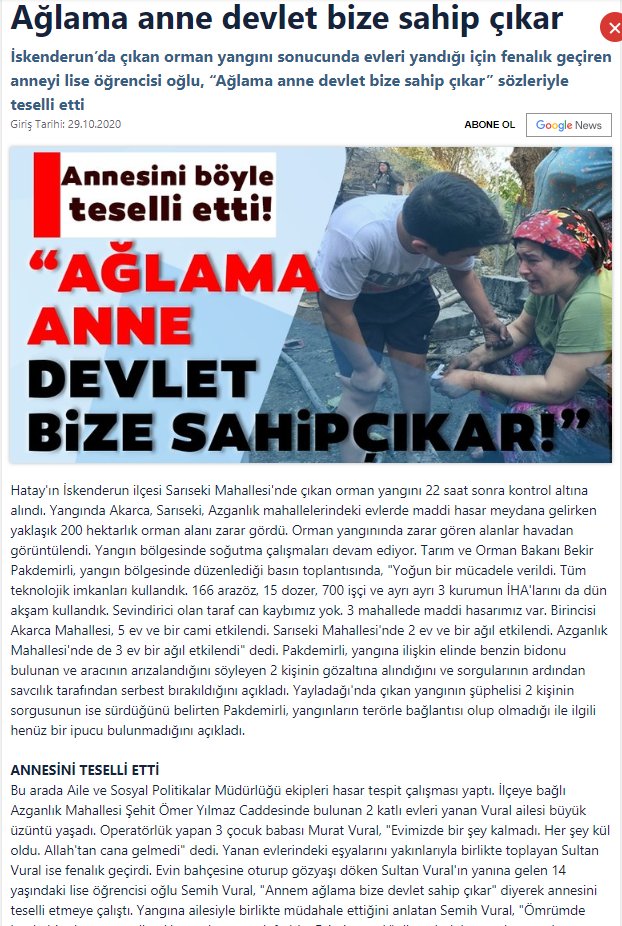 Ağlama anne devlet bize sahip çıkar
İskenderun’da çıkan orman yangını sonucunda evleri yandığı için fenalık geçiren
anneyi lise öğrencisi oğlu, “Ağlama anne devlet bize sahip çıkar” sözleriyle
teselli etti
Giriş Tarihi: 29.10.2020
ABONE OL
Google News
Annesini böyle
teselli etti!
“AĞLAMA
ANNE
DEVLET
BiZE SAHiPÇIKAR!”
Hatay'ın İskenderun ilçesi Sarıseki Mahallesi'nde çıkan orman yangını 22 saat sonra kontrol altına
alındı. Yangında Akarca, Sarıseki, Azganlık mahallelerindeki evlerde maddi hasar meydana gelirken
yaklaşık 200 hektarlık orman alanı zarar gördü. Orman yangınında zarar gören alanlar havadan
görüntülendi. Yangın bölgesinde soğutma çalışmaları devam ediyor. Tarım ve Orman Bakanı Bekir
Pakdemirli, yangın bölgesinde düzenlediği basın toplantısında, "Yoğun bir mücadele verildi. Tüm
teknolojik imkanları kullandık. 166 arazöz, 15 dozer, 700 işçi ve ayrı ayrı 3 kurumun İHA'larını da dün
akşam kullandık. Sevindirici olan taraf can kaybımız yok. 3 mahallede maddi hasarımız var. Birincisi
Akarca Mahallesi, 5 ev ve bir cami etkilendi. Sarıseki Mahallesi'nde 2 ev ve bir ağıl etkilendi. Azganlık
Mahallesi'nde de 3 ev bir ağıl etkilendi" dedi. Pakdemirli, yangına ilişkin elinde benzin bidonu
bulunan ve aracının arızalandığını söyleyen 2 kişinin gözaltına alındığını ve sorgularının ardından
savcılık tarafından serbest bırakıldığını açıkladı. Yayladağı'nda çıkan yangının şüphelisi 2 kişinin
sorgusunun ise sürdüğünü belirten Pakdemirli, yangınların terörle bağlantısı olup olmadığı ile ilgili
henüz bir ipucu bulunmadığını açıkladı.
ANNESİNİ TESELLİ ETTİ
Bu arada Aile ve Sosyal Politikalar Müdürlüğü ekipleri hasar tespit çalışması yaptı. İlçeye bağlı
Azganlık Mahallesi Şehit Ömer Yılmaz Caddesinde bulunan 2 katlı evleri yanan Vural ailesi büyük
üzüntü yaşadı. Operatörlük yapan 3 çocuk babası Murat Vural, "Evimizde bir şey kalmadı. Her şey kül
oldu. Allah'tan cana gelmedi" dedi. Yanan evlerindeki eşyalarını yakınlarıyla birlikte toplayan Sultan
Vural ise fenalık geçirdi. Evin bahçesine oturup gözyaşı döken Sultan Vural'ın yanına gelen 14
yaşındaki lise öğrencisi oğlu Semih Vural, "Annem ağlama bize devlet sahip çıkar" diyerek annesini
teselli etmeye çalıştı. Yangına ailesiyle birlikte müdahale ettiğini anlatan Semih Vural, "Ömrümde